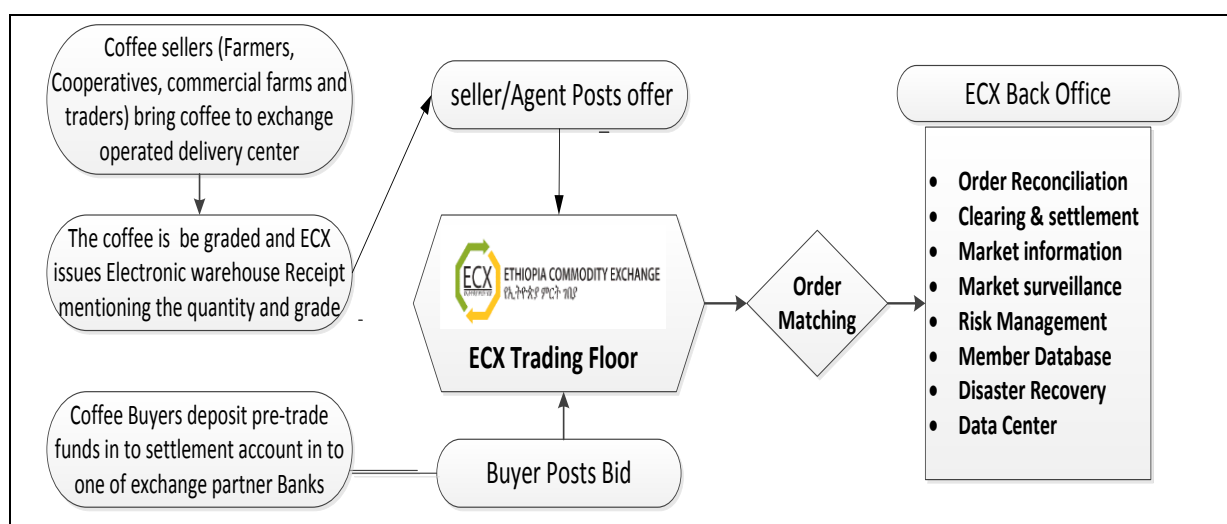 Coffee sellers (Farmers,
Cooperatives, commercial farms and
traders) bring coffee to exchange
operated delivery center
The coffee is be graded and ECX
issues Electronic warehouse Receipt
mentioning the quantity and grade
Coffee Buyers deposit pre-trade
funds in to settlement account in to
one of exchange partner Banks
seller/Agent Posts offer
ECX
ETHIOPIA COMMODITY EXCHANGE
የኢትዮጵያ ምርት ገበያ
ECX Trading Floor
Buyer Posts Bid
Order
Matching
ECX Back Office
• Order Reconciliation
• Clearing & settlement
• Market information
• Market surveillance
• Risk Management
• Member Database
• Disaster Recovery
• Data Center